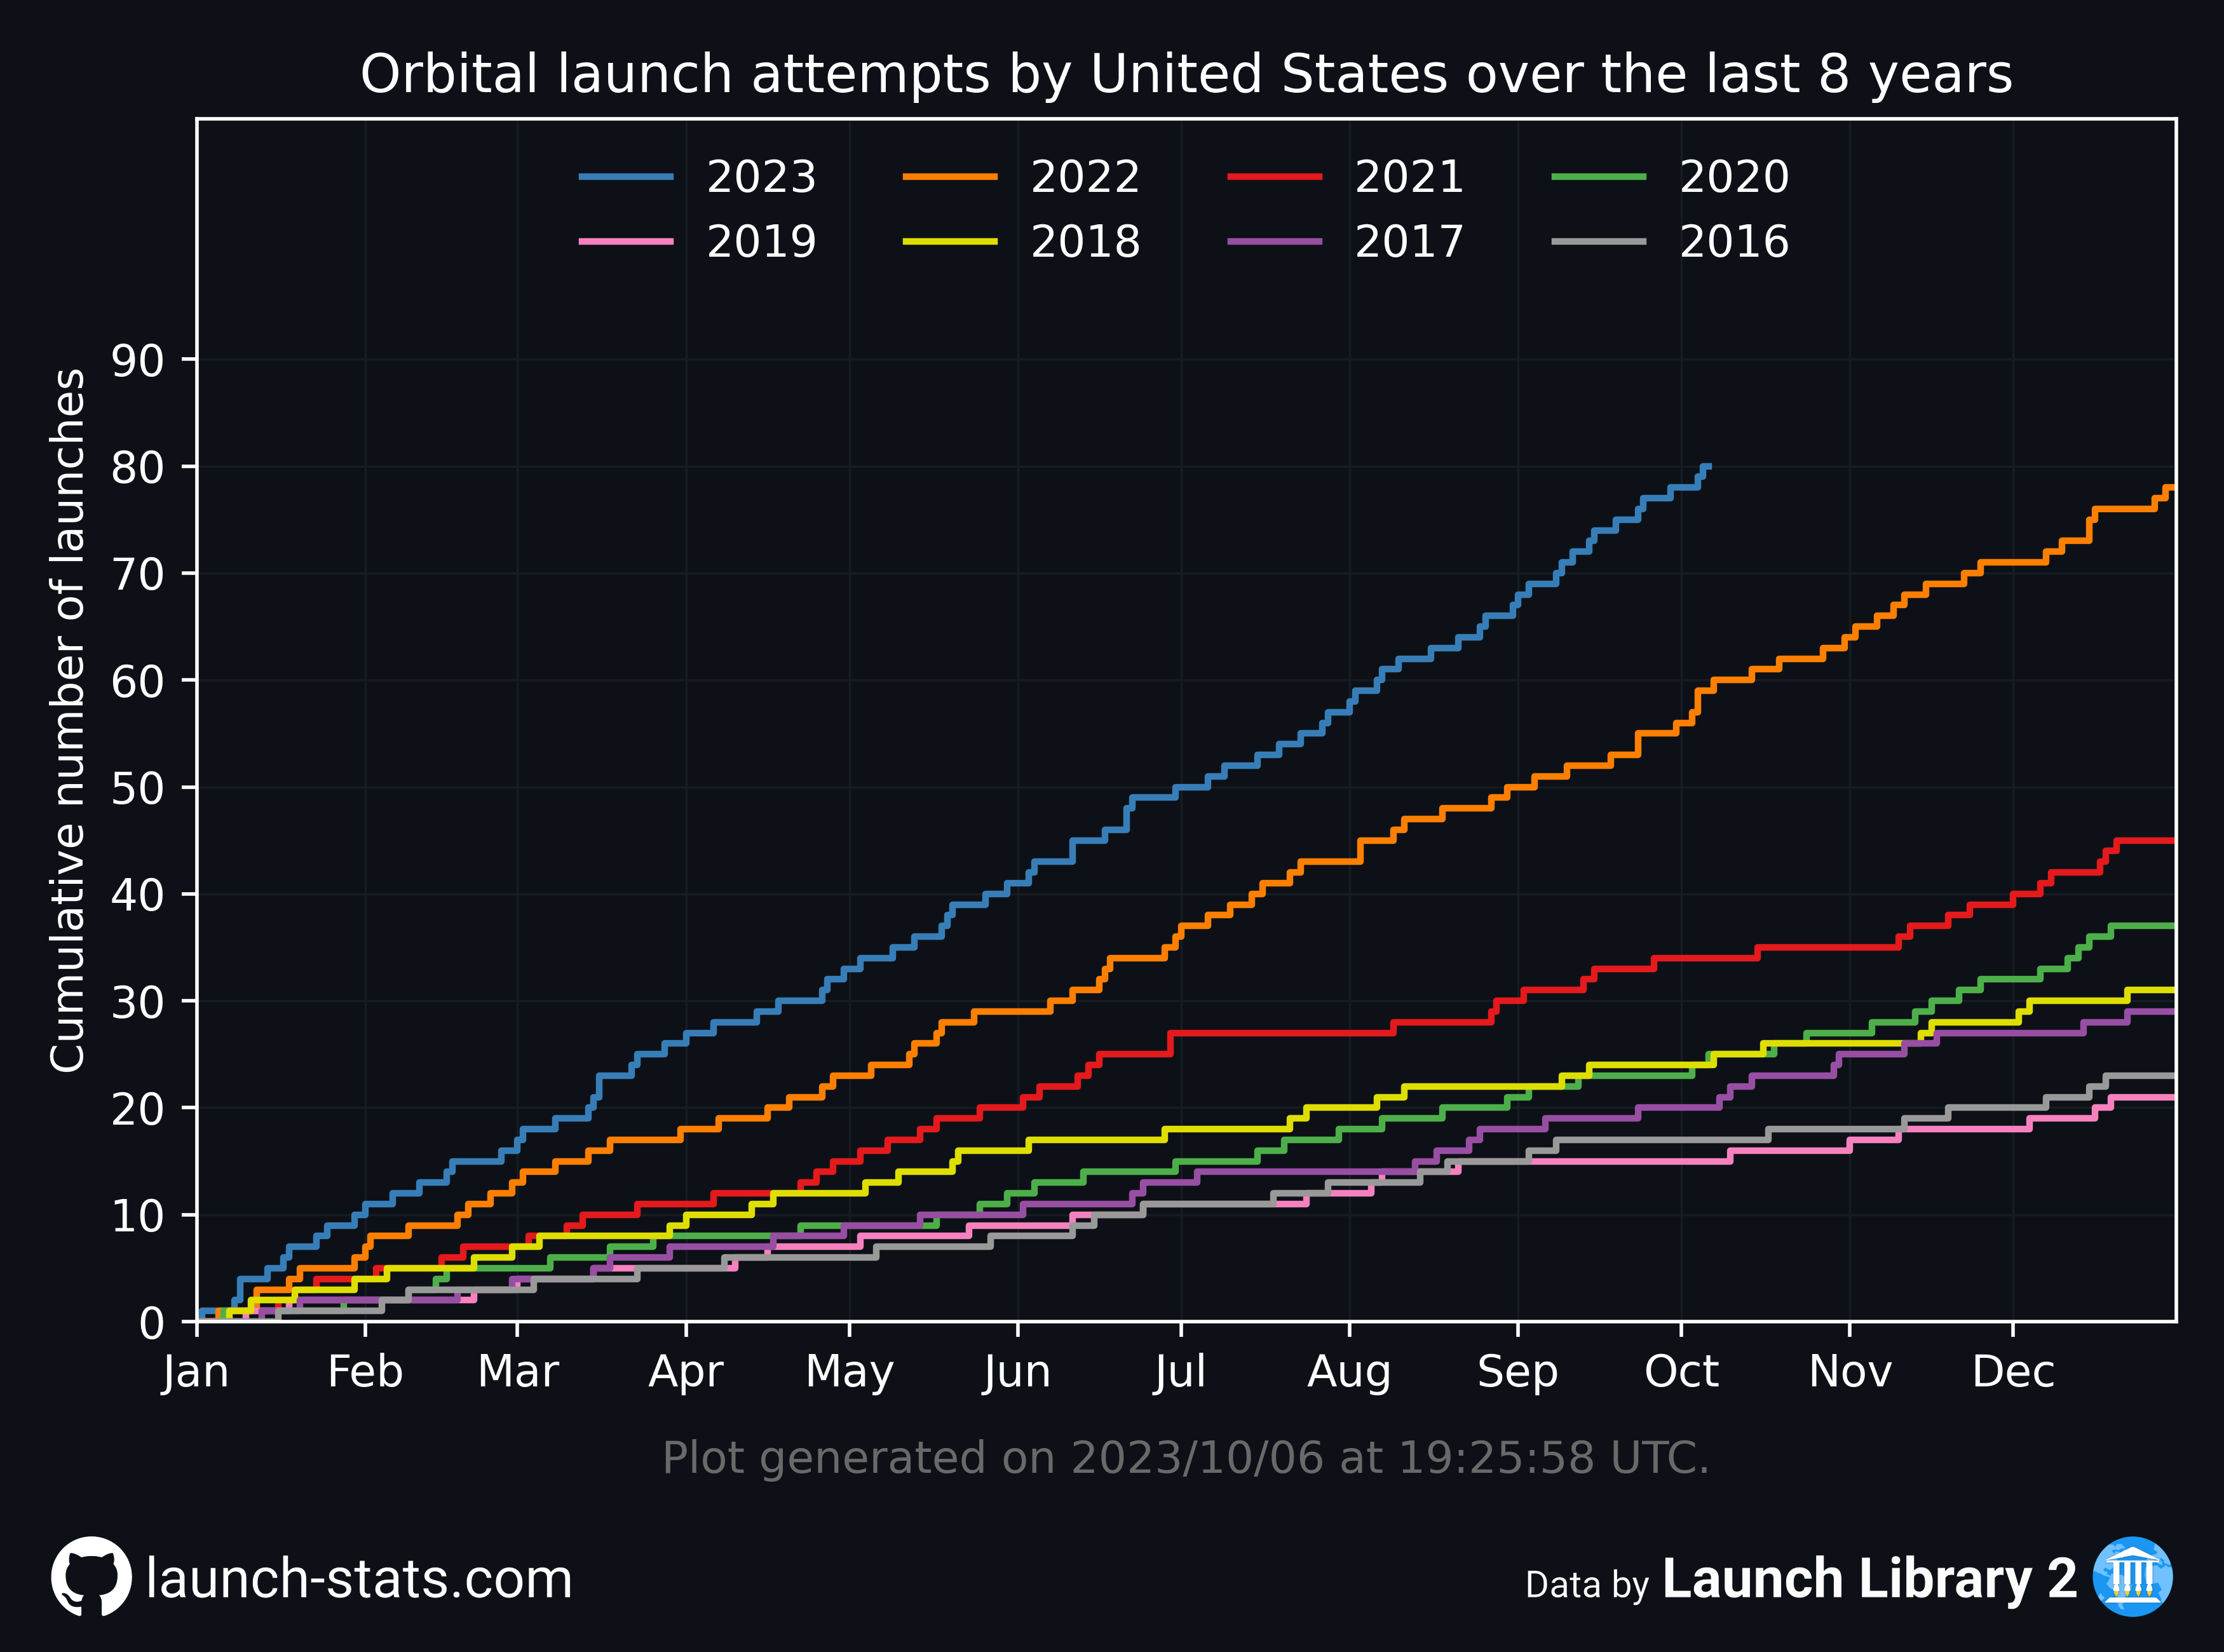 Orbital launch attempts by United States over the last 8 years
2023 2022 2021 2020
2019 2018 2017 2016
Cumulative number of launches
90
80
70
60
50
40
30
20
10
0
Jan Feb Mar Apr May Jun Jul Aug Sep Oct Nov Dec
Plot generated on 2023/10/06 at 19:25:58 UTC.
launch-stats.com
Data by Launch Library 2